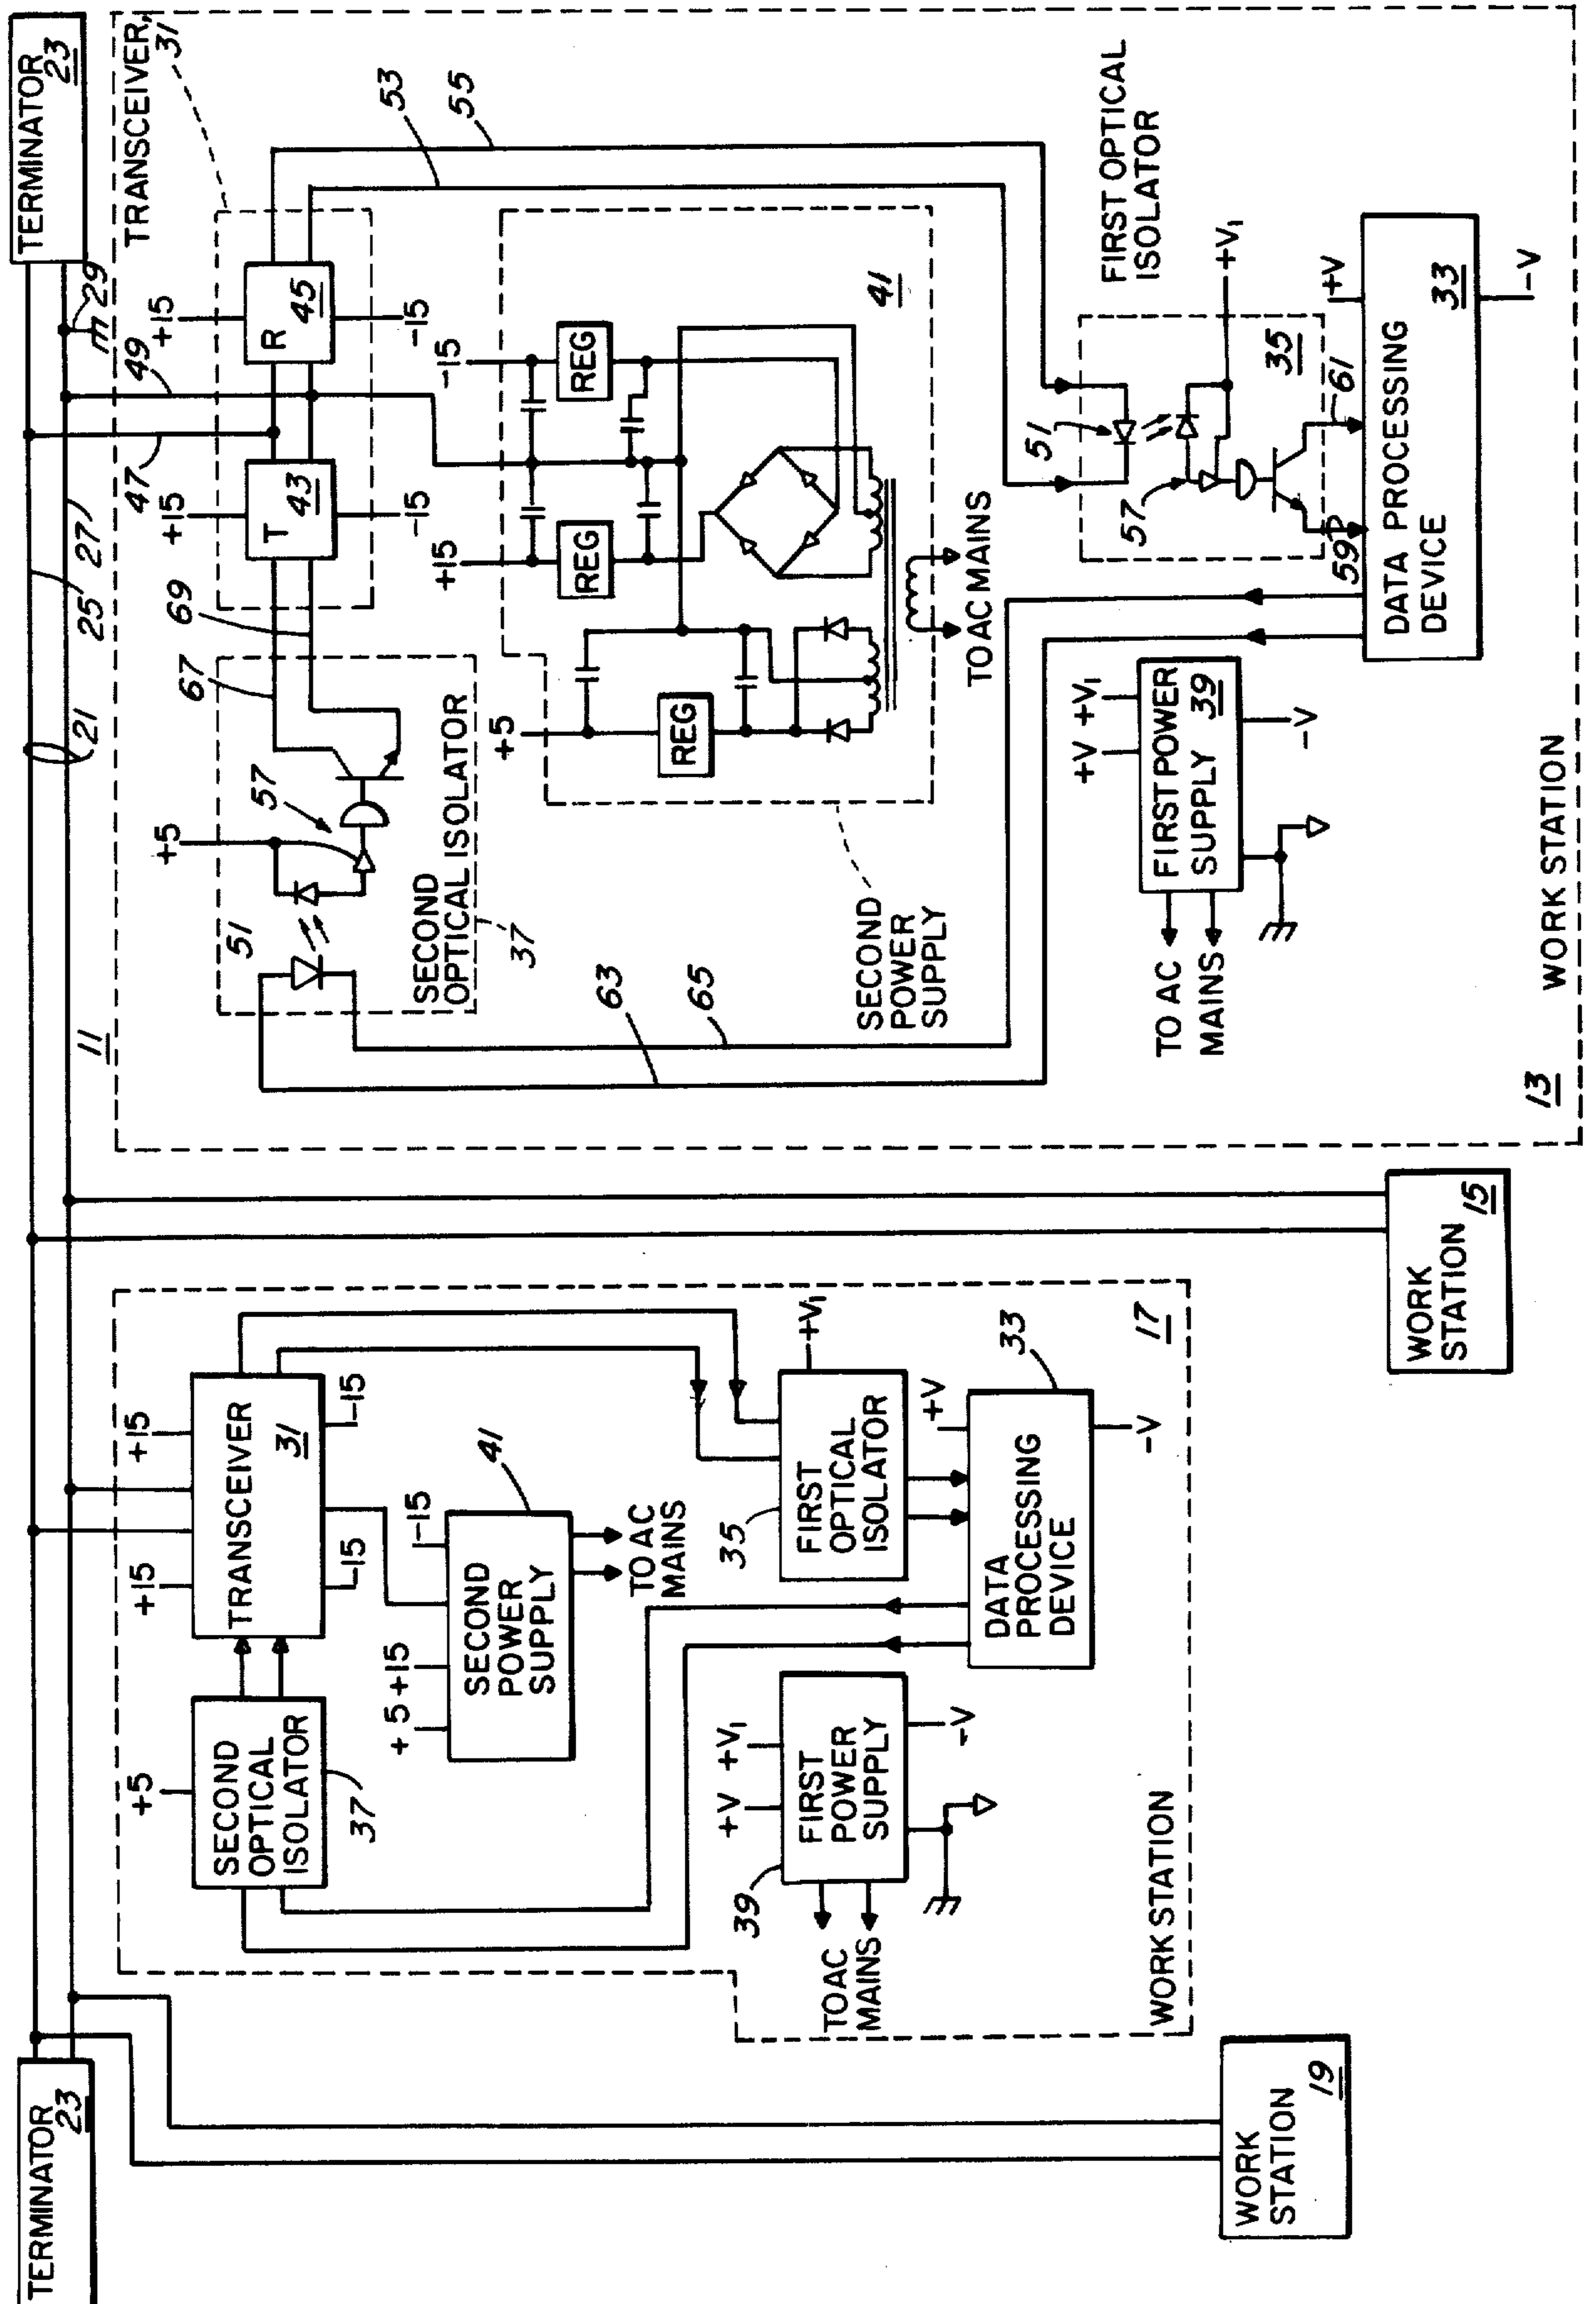 TERMINATOR
23
TERMINATOR
23
21
25
27
29
11
47
49
+5
+15
+15
TRANSCEIVER
31
-15
-15
SECOND
OPTICAL
ISOLATOR
37
+5
+15
-15
SECOND
POWER
SUPPLY
41
TO AC
MAINS
+V
+V1
FIRST
POWER
SUPPLY
39
-V
TO AC
MAINS
35
FIRST
OPTICAL
ISOLATOR
+V1
+V
33
DATA
PROCESSING
DEVICE
-V
WORK STATION
17
WORK
STATION
19
WORK
STATION
15
TRANSCEIVER,
31
+5
51
57
SECOND
OPTICAL ISOLATOR
37
67
69
+15
T
43
-15
+15
R
45
-15
53
55
63
65
+5
REG
+15
REG
-15
REG
41
SECOND
POWER
SUPPLY
TO AC MAINS
FIRST OPTICAL
ISOLATOR
51
57
35
+V1
59
61
+V
DATA PROCESSING
DEVICE
33
-V
+V
+V1
FIRST POWER
SUPPLY
39
-V
TO AC
MAINS
WORK STATION
13